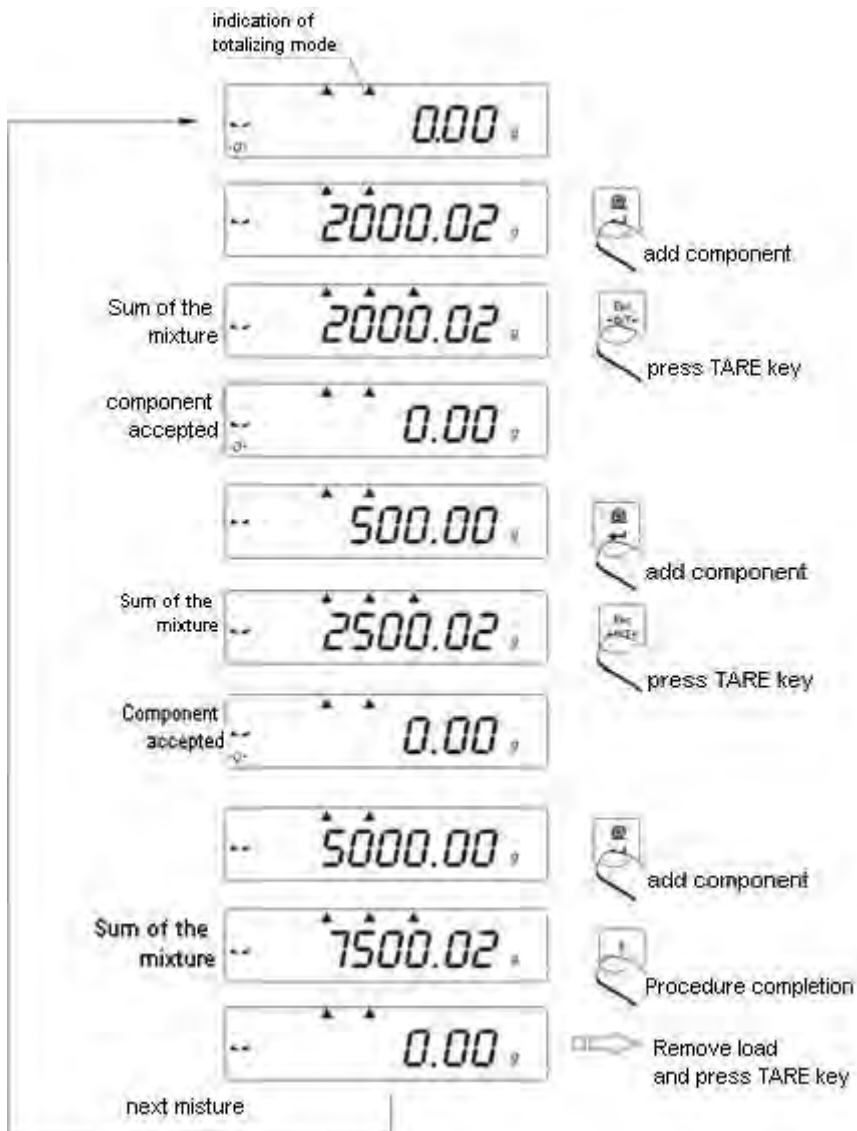 indication of
totalizing mode
0.00 g
2000.02 g
add component
Sum of the
mixture
2000.02 g
press TARE key
component
accepted
0.00 g
500.00 g
add component
Sum of the
mixture
2500.02 g
press TARE key
Component
accepted
0.00 g
5000.00 g
add component
Sum of the
mixture
7500.02 g
Procedure completion
0.00 g
Remove load
and press TARE key
next misture